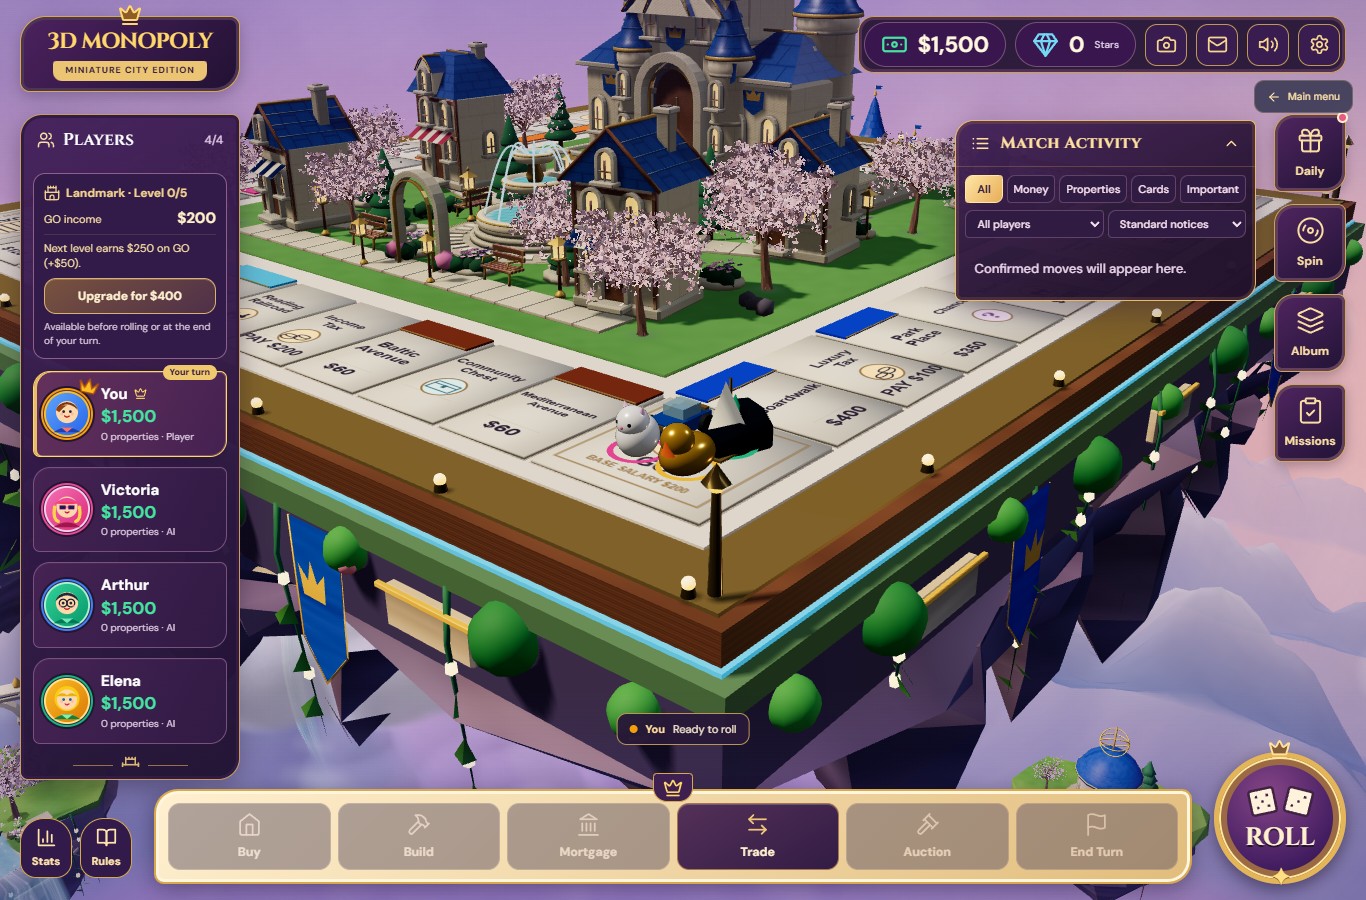 3D MONOPOLY
MINIATURE CITY EDITION
$1,500
0 Stars
Main menu
PLAYERS 4/4
Landmark · Level 0/5
GO income $200
Next level earns $250 on GO
(+$50).
Upgrade for $400
Available before rolling or at the end
of your turn.
Your turn
You
$1,500
0 properties · Player
Victoria
$1,500
0 properties · AI
Arthur
$1,500
0 properties · AI
Elena
$1,500
0 properties · AI
MATCH ACTIVITY
All Money Properties Cards Important
All players Standard notices
Confirmed moves will appear here.
Daily
Spin
Album
Missions
Reading
Railroad
Income
Tax
PAY $200
Baltic
Avenue
$60
Community
Chest
Mediterranean
Avenue
$60
BASE SALARY $200
$400
Luxury
Tax
PAY $100
Park
Place
$350
You Ready to roll
Stats
Rules
Buy
Build
Mortgage
Trade
Auction
End Turn
ROLL